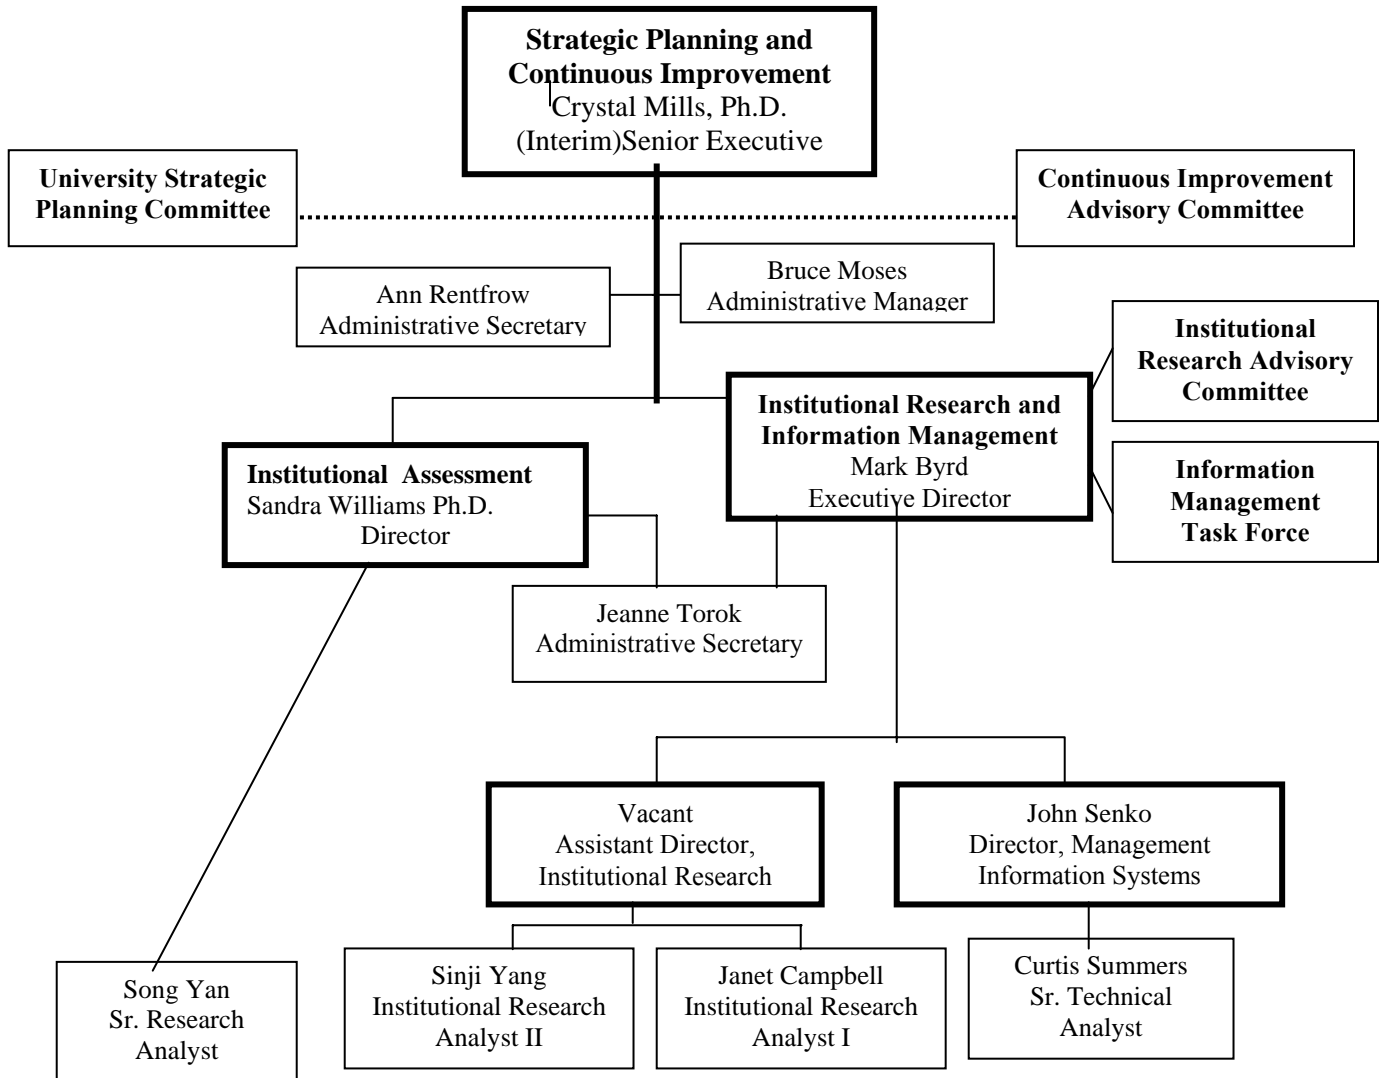 Strategic Planning and
Continuous Improvement
Crystal Mills, Ph.D.
(Interim)Senior Executive
University Strategic
Planning Committee
Continuous Improvement
Advisory Committee
Ann Rentfrow
Administrative Secretary
Bruce Moses
Administrative Manager
Institutional
Research Advisory
Committee
Institutional Research and
Information Management
Mark Byrd
Executive Director
Institutional  Assessment
Sandra Williams Ph.D.
Director
Information
Management
Task Force
Jeanne Torok
Administrative Secretary
Vacant
Assistant Director,
Institutional Research
John Senko
Director, Management
Information Systems
Song Yan
Sr. Research
Analyst
Sinji Yang
Institutional Research
Analyst II
Janet Campbell
Institutional Research
Analyst I
Curtis Summers
Sr. Technical
Analyst